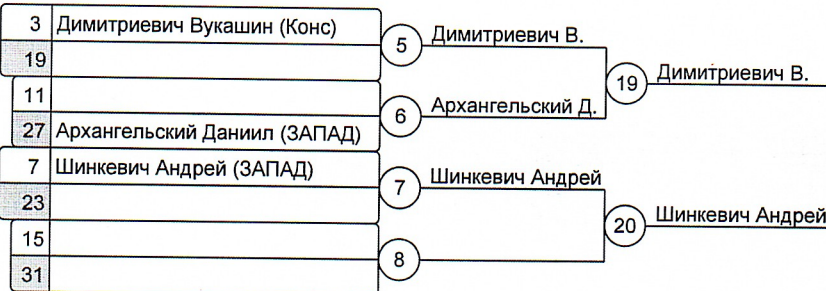 3 Димитриевич Вукашин (Конс)
19
5
Димитриевич В.
11
27 Архангельский Даниил (ЗАПАД)
6
Архангельский Д.
19
Димитриевич В.
7 Шинкевич Андрей (ЗАПАД)
23
7
Шинкевич Андрей
15
31
8
20
Шинкевич Андрей